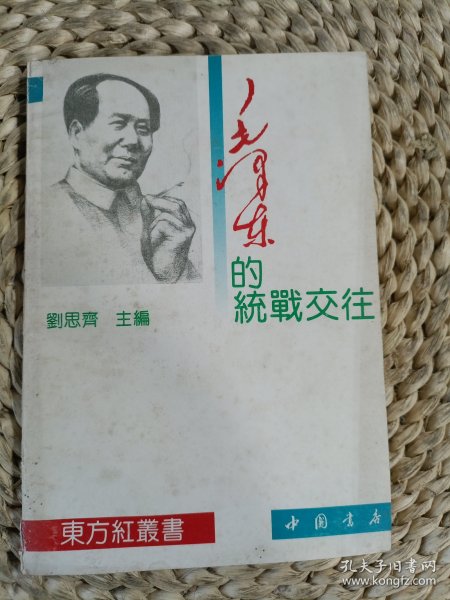 毛澤东
的
統戰交往
劉思齊 主編
東方紅叢書
中国书店
孔夫子旧书网
www.kongfz.com